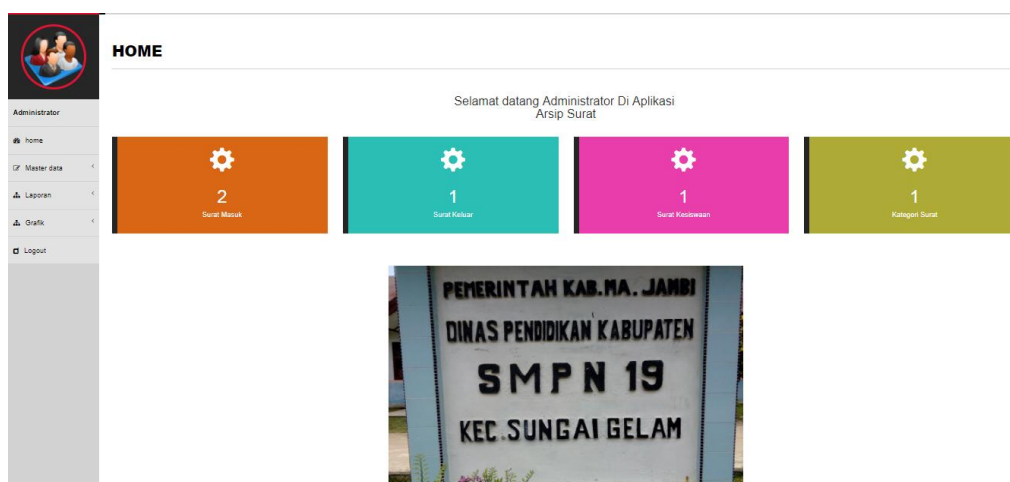 HOME
Selamat datang Administrator Di Aplikasi
Arsip Surat
Administrator
home
Master data
Laporan
Grafik
Logout
2
Surat Masuk
1
Surat Keluar
1
Surat Kesiswaan
1
Kategori Surat
PEMERINTAH KAB.MA. JAMBI
DINAS PENDIDIKAN KABUPATEN
SMPN 19
KEC.SUNGAI GELAM